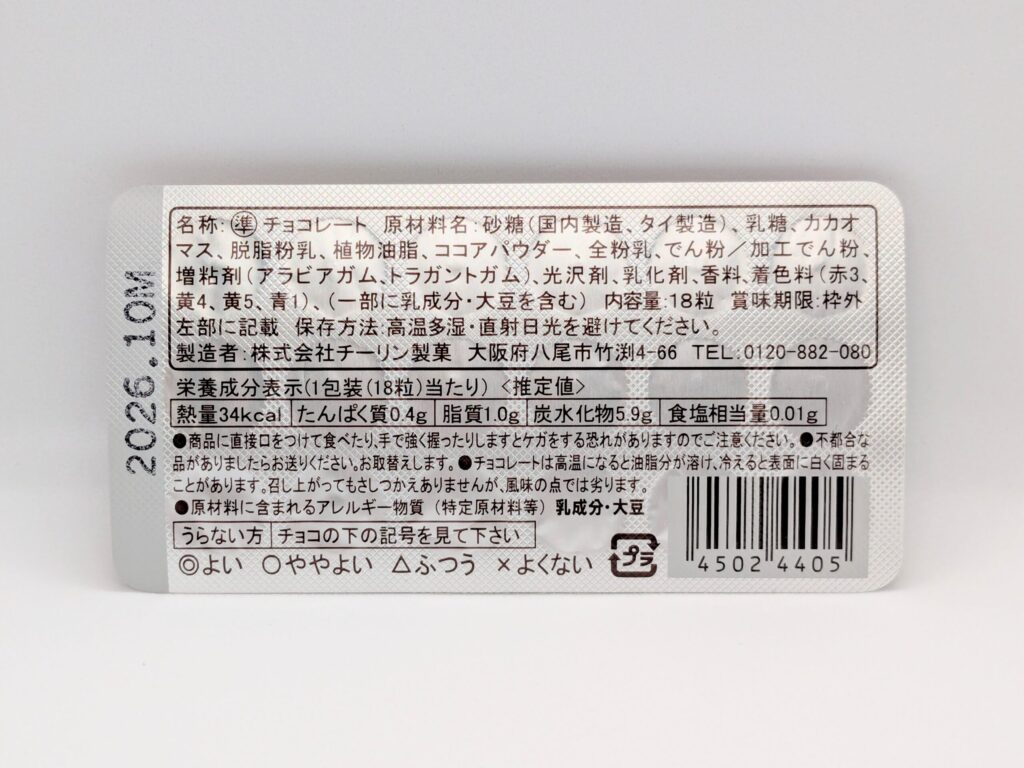 名称:㊜チョコレート 原材料名:砂糖(国内製造、タイ製造)、乳糖、カカオ
マス、脱脂粉乳、植物油脂、ココアパウダー、全粉乳、でん粉/加工でん粉、
増粘剤(アラビアガム、トラガントガム)、光沢剤、乳化剤、香料、着色料(赤3、
黄4、黄5、青1)、(一部に乳成分・大豆を含む) 内容量:18粒 賞味期限:枠外
左部に記載 保存方法:高温多湿・直射日光を避けてください。
製造者:株式会社チーリン製菓 大阪府八尾市竹渕4-66 TEL:0120-882-080
2026.10M
栄養成分表示(1包装(18粒)当たり)〈推定値〉
熱量34kcal たんぱく質0.4g 脂質1.0g 炭水化物5.9g 食塩相当量0.01g
●商品に直接口をつけて食べたり、手で強く握ったりしますとケガをする恐れがありますのでご注意ください。●不都合な
品がありましたらお送りください。お取替えします。●チョコレートは高温になると油脂分が溶け、冷えると表面に白く固まる
ことがあります。召し上がってもさしつかえありませんが、風味の点では劣ります。
●原材料に含まれるアレルギー物質(特定原材料等)乳成分・大豆
うらない方 チョコの下の記号を見て下さい
◎よい ○ややよい △ふつう ×よくない
プラ
4502 4405